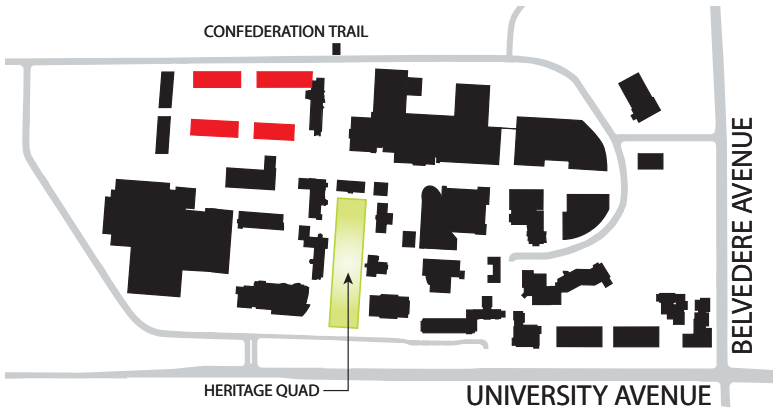 CONFEDERATION TRAIL
BELVEDERE AVENUE
HERITAGE QUAD
UNIVERSITY AVENUE